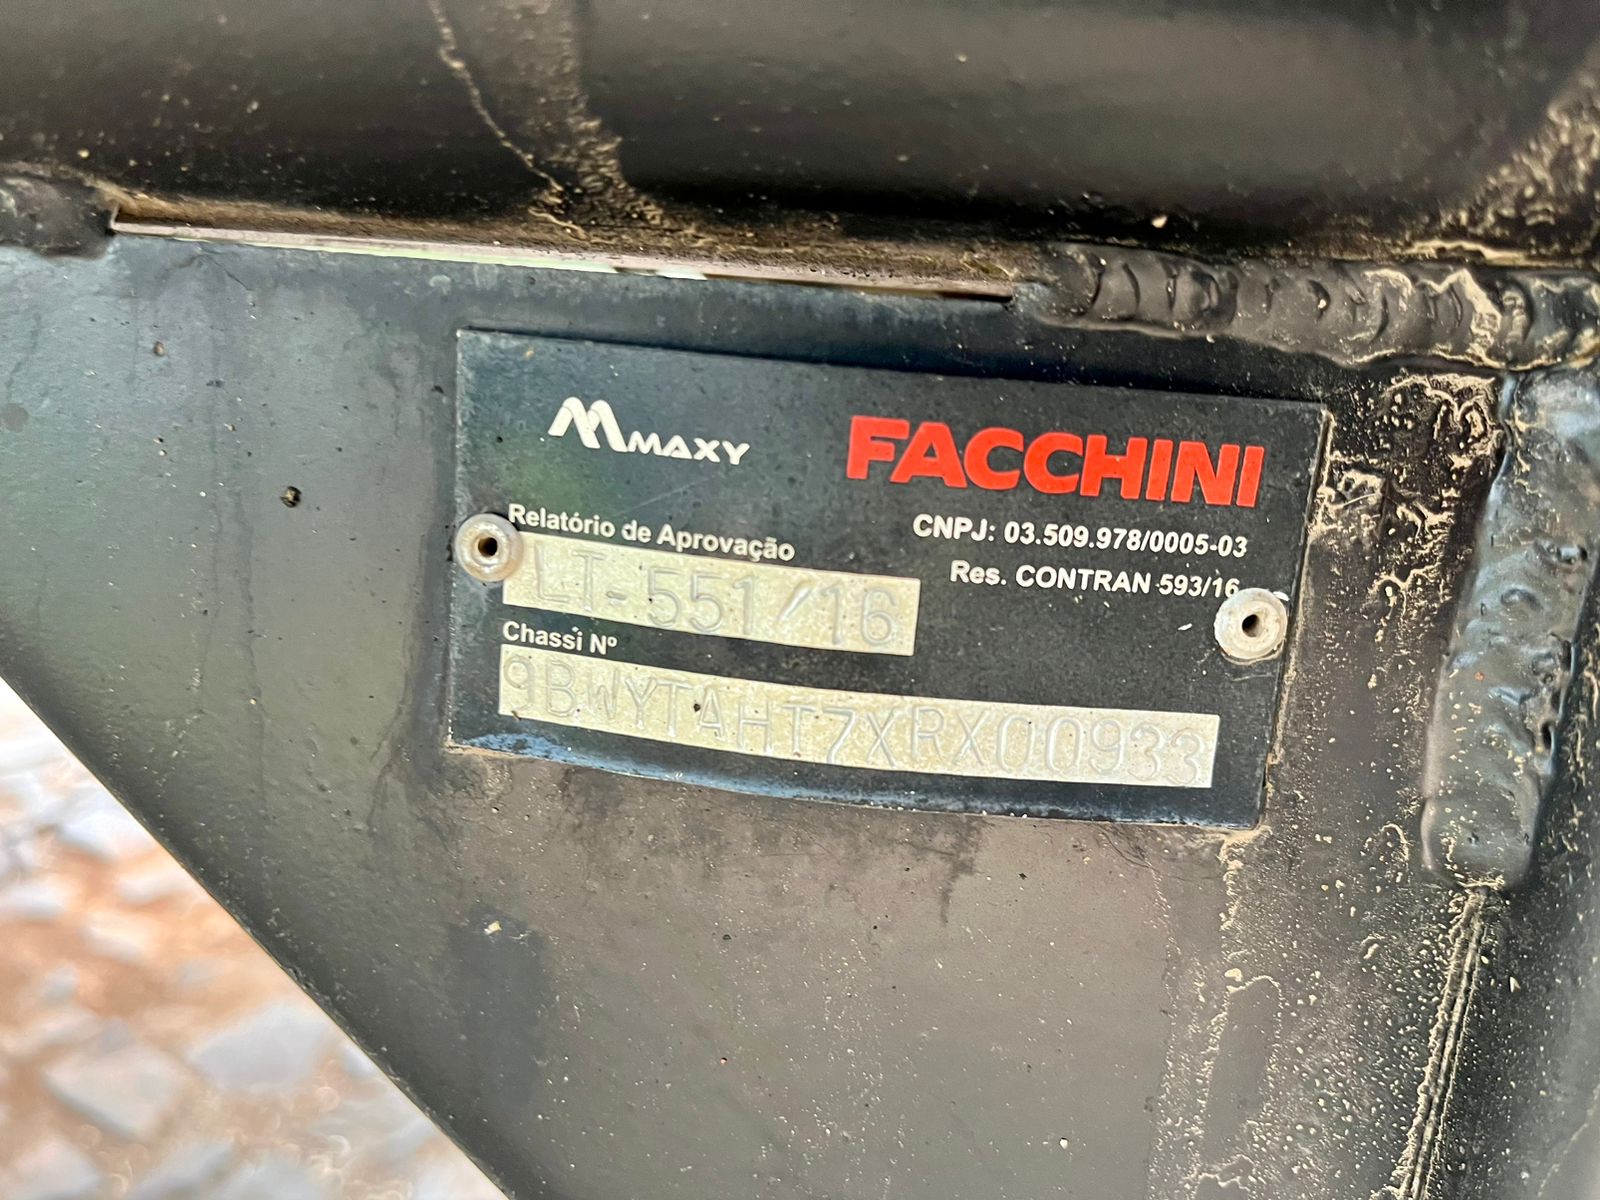 MAXY
FACCHINI
CNPJ: 03.509.978/0005-03
Res. CONTRAN 593/16
Relatório de Aprovação
LT-551/16
Chassi Nº
9BWYTAHT7XRX00933